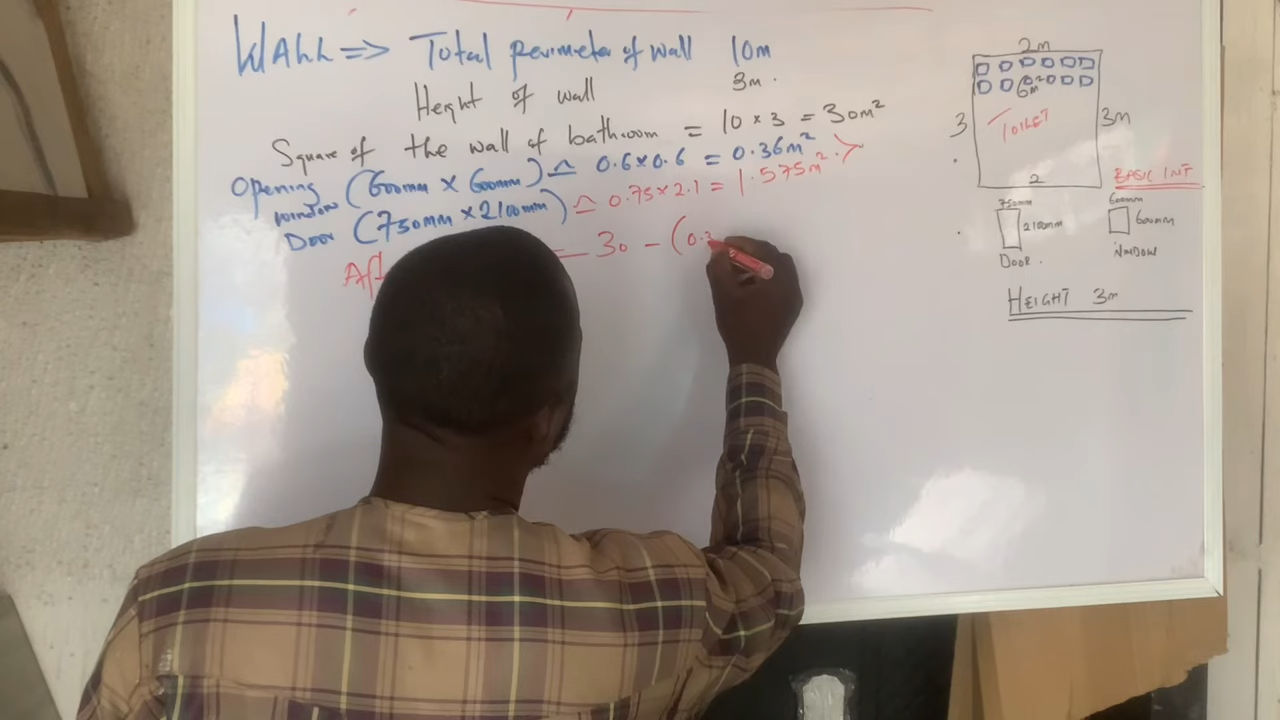 WALL => Total perimeter of wall 10m
Height of wall 3m.
Square of the wall of bathroom = 10 × 3 = 30m²
Opening (600mm × 600mm) ≏ 0.6×0.6 = 0.36m²
window
Door (750mm × 2100mm) ≏ 0.75×2.1 = 1.575m².
= 30 - (0.3
2m
6m²
3
TOILET
3m
2
BASIC INT
750mm
2100mm
DOOR.
600mm
600mm
WINDOW
HEIGHT 3m